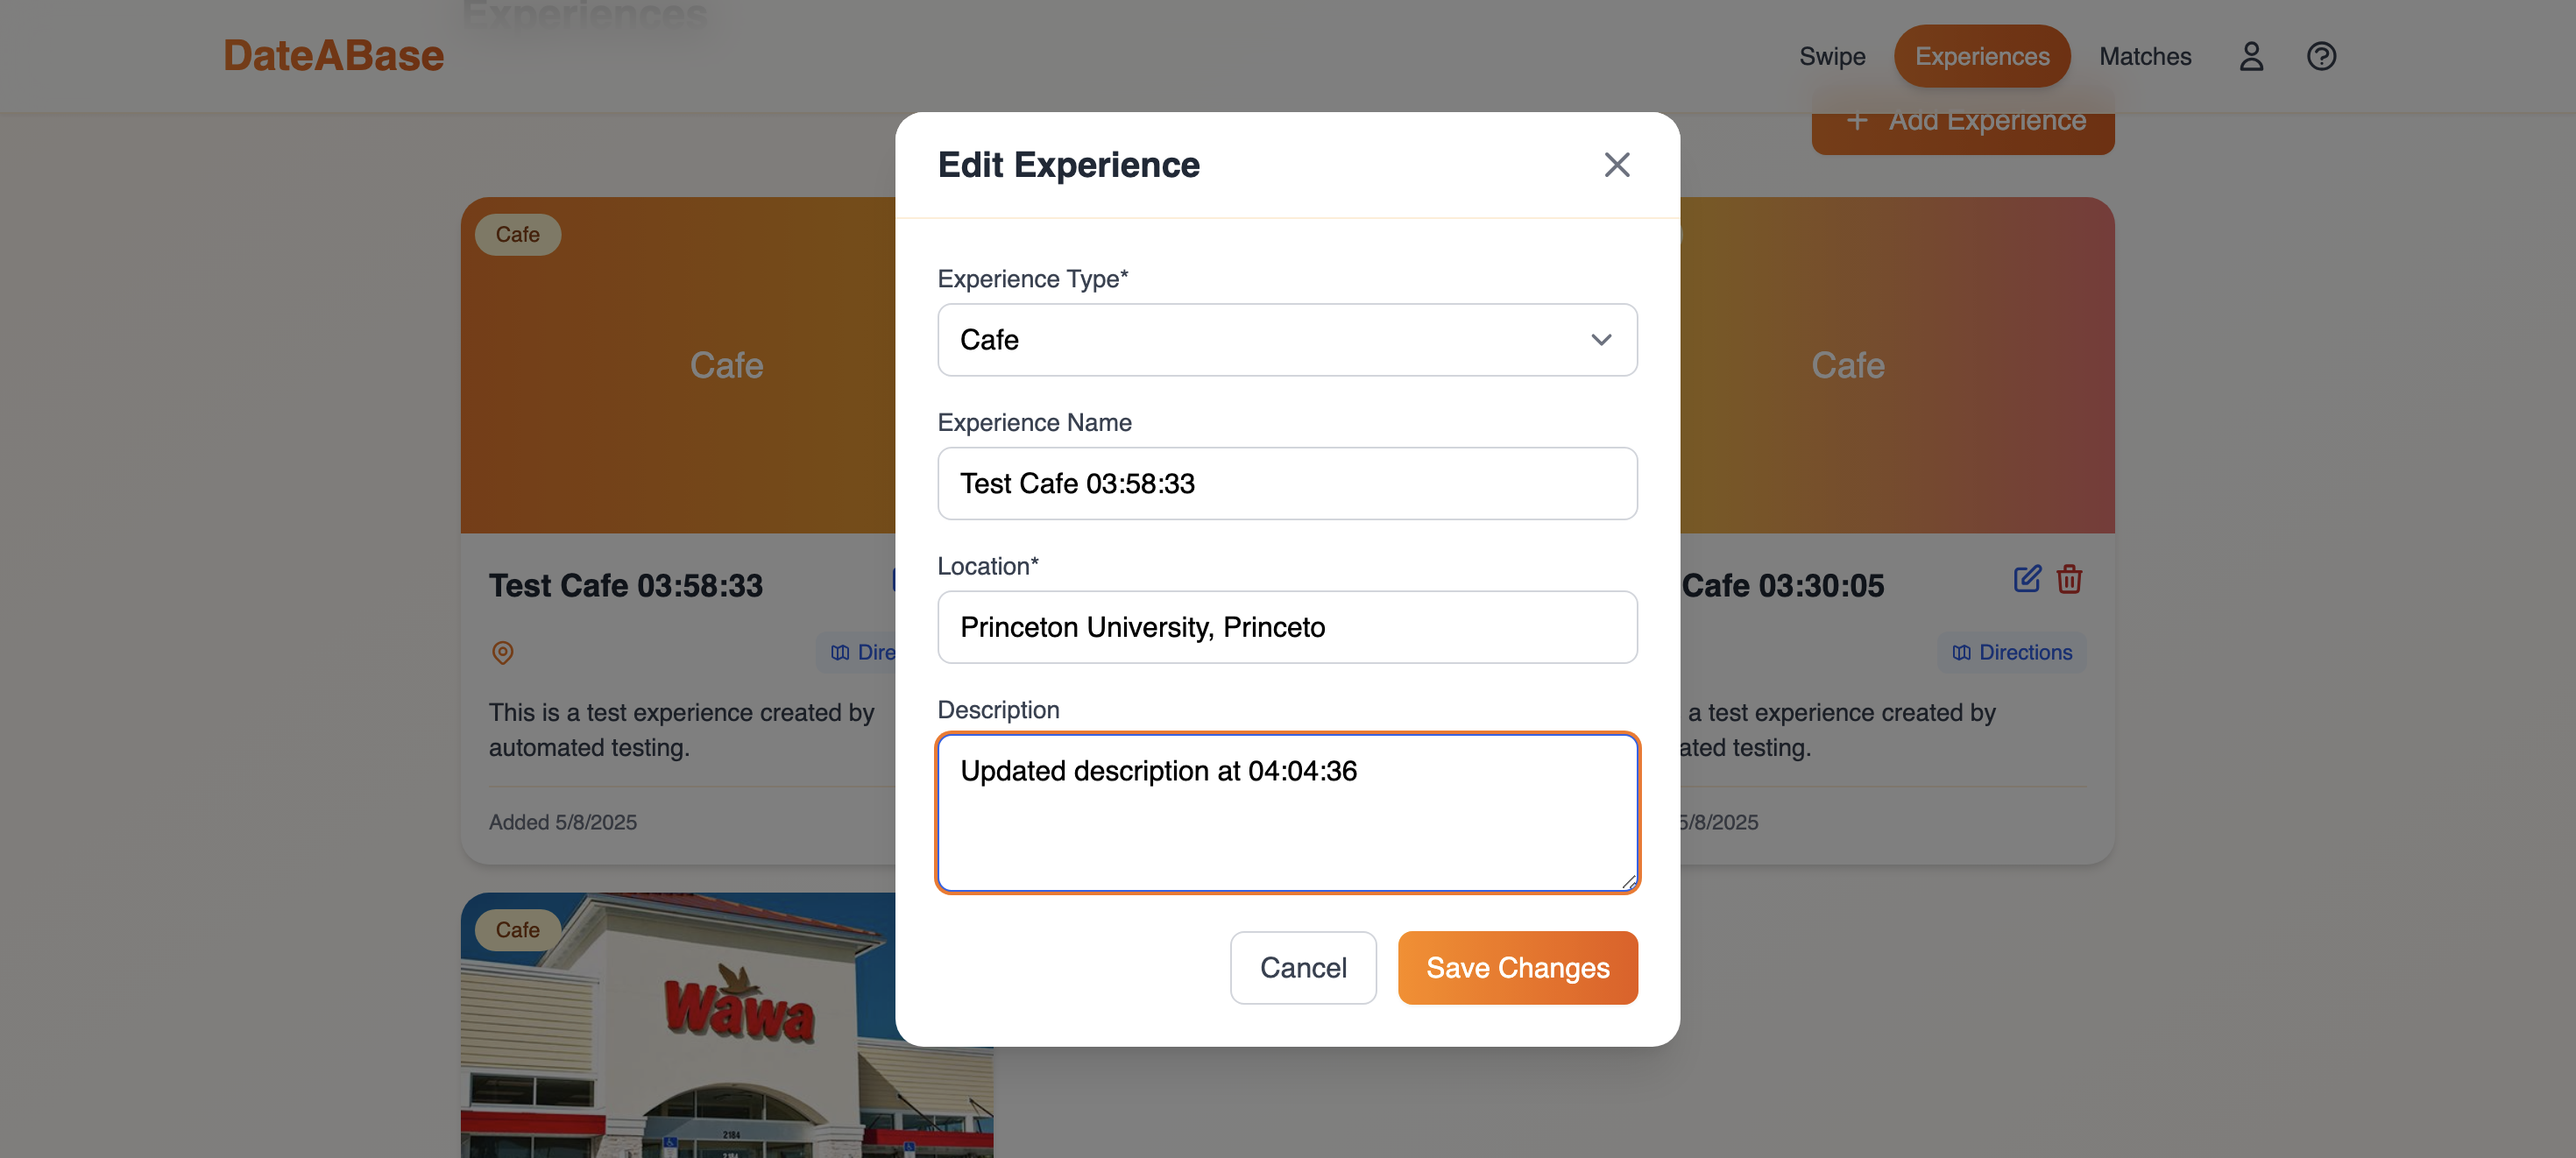 Experiences
DateABase
Swipe
Experiences
Matches
+ Add Experience
Edit Experience
Experience Type*
Cafe
Experience Name
Test Cafe 03:58:33
Location*
Princeton University, Princeto
Description
Updated description at 04:04:36
Cancel
Save Changes
Cafe
Cafe
Test Cafe 03:58:33
Dire
This is a test experience created by
automated testing.
Added 5/8/2025
Cafe
Cafe 03:30:05
Directions
a test experience created by
ated testing.
5/8/2025
Cafe
Wawa
2184
2184